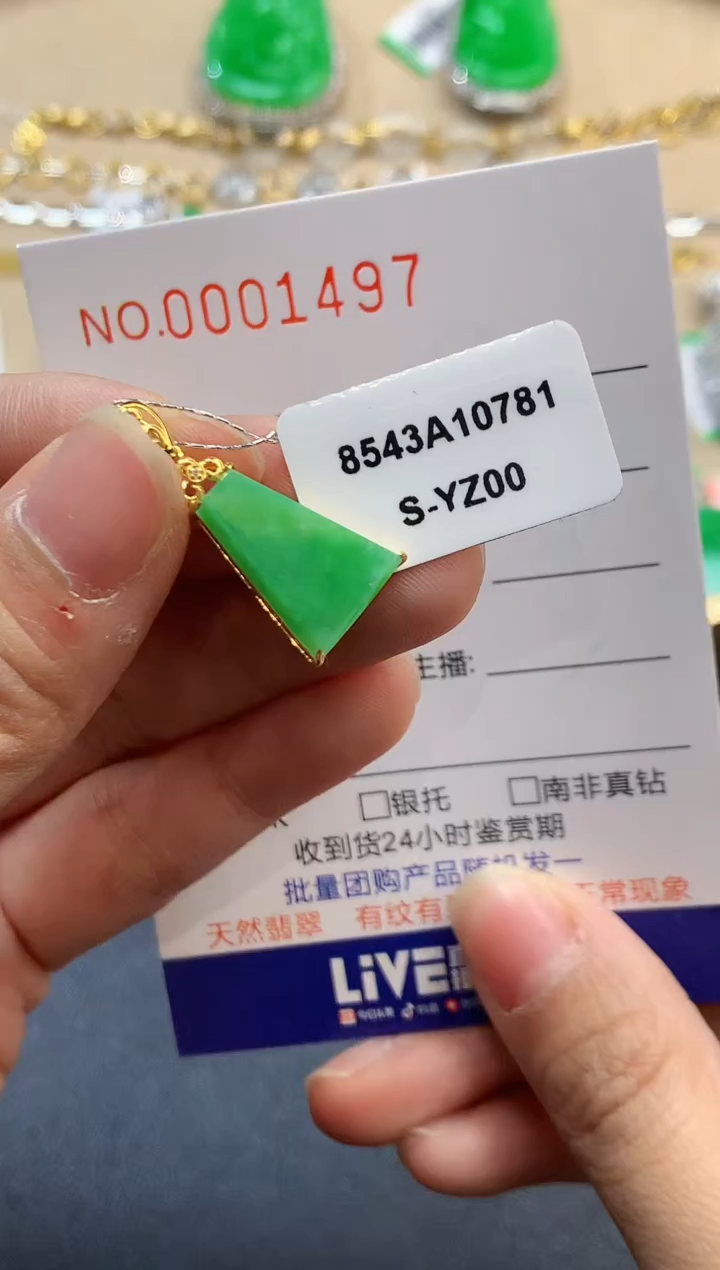 NO.0001497
8543A10781
S-YZ00
主播:
□银托 □南非真钻
收到货24小时鉴赏期
批量团购产品随机发一
天然翡翠 有纹有 正常现象
LiVE